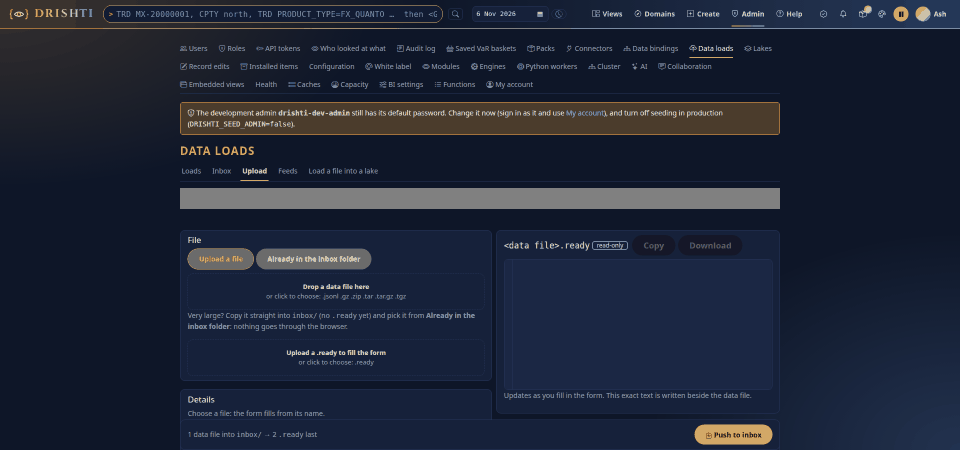 {👁} DRISHTI
> TRD MX-20000001, CPTY north, TRD PRODUCT_TYPE=FX_QUANTO … then <G
6 Nov 2026
Views
Domains
Create
Admin
Help
Ash
Users
Roles
API tokens
Who looked at what
Audit log
Saved VaR baskets
Packs
Connectors
Data bindings
Data loads
Lakes
Record edits
Installed items
Configuration
White label
Modules
Engines
Python workers
Cluster
AI
Collaboration
Embedded views
Health
Caches
Capacity
BI settings
Functions
My account
The development admin drishti-dev-admin still has its default password. Change it now (sign in as it and use My account), and turn off seeding in production
(DRISHTI_SEED_ADMIN=false).
DATA LOADS
Loads
Inbox
Upload
Feeds
Load a file into a lake
File
Upload a file
Already in the inbox folder
Drop a data file here
or click to choose: .jsonl .gz .zip .tar .tar.gz .tgz
Very large? Copy it straight into inbox/ (no .ready yet) and pick it from Already in the
inbox folder: nothing goes through the browser.
Upload a .ready to fill the form
or click to choose: .ready
Details
Choose a file: the form fills from its name.
<data file>.ready
read-only
Copy
Download
Updates as you fill in the form. This exact text is written beside the data file.
1 data file into inbox/ → 2 .ready last
Push to inbox